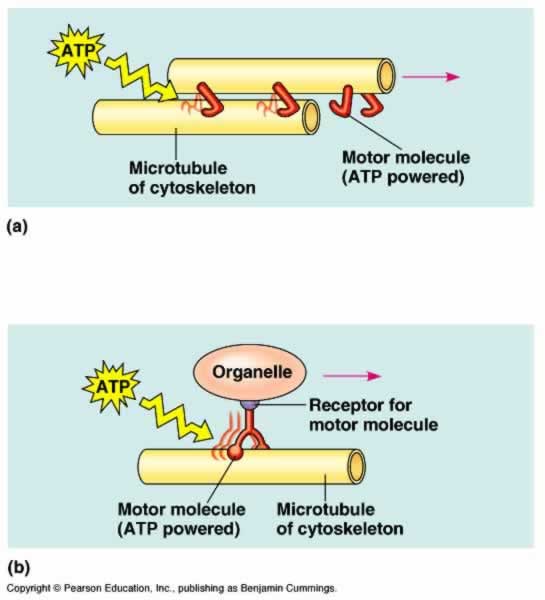 ATP
Microtubule
of cytoskeleton
Motor molecule
(ATP powered)
(a)
Organelle
ATP
Receptor for
motor molecule
Motor molecule
(ATP powered)
Microtubule
of cytoskeleton
(b)
Copyright © Pearson Education, Inc., publishing as Benjamin Cummings.